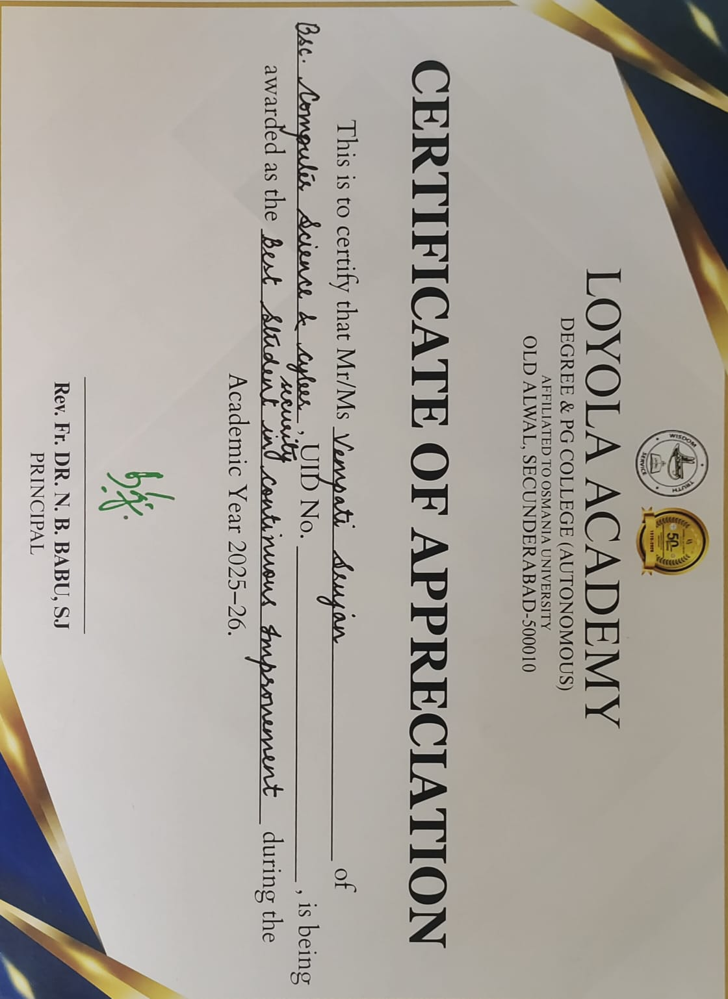 WISDOM
TRUTH
SERVICE
50
LOYOLA ACADEMY
DEGREE & PG COLLEGE (AUTONOMOUS)
AFFILIATED TO OSMANIA UNIVERSITY
OLD ALWAL, SECUNDERABAD-500010
CERTIFICATE OF APPRECIATION
This is to certify that Mr/Ms Vempati Srujan of
Bsc. Computer Science & cyber security, UID No. , is being
awarded as the Best Student in continuous Improvement during the
Academic Year 2025–26.
Rev. Fr. DR. N. B. BABU, SJ
PRINCIPAL